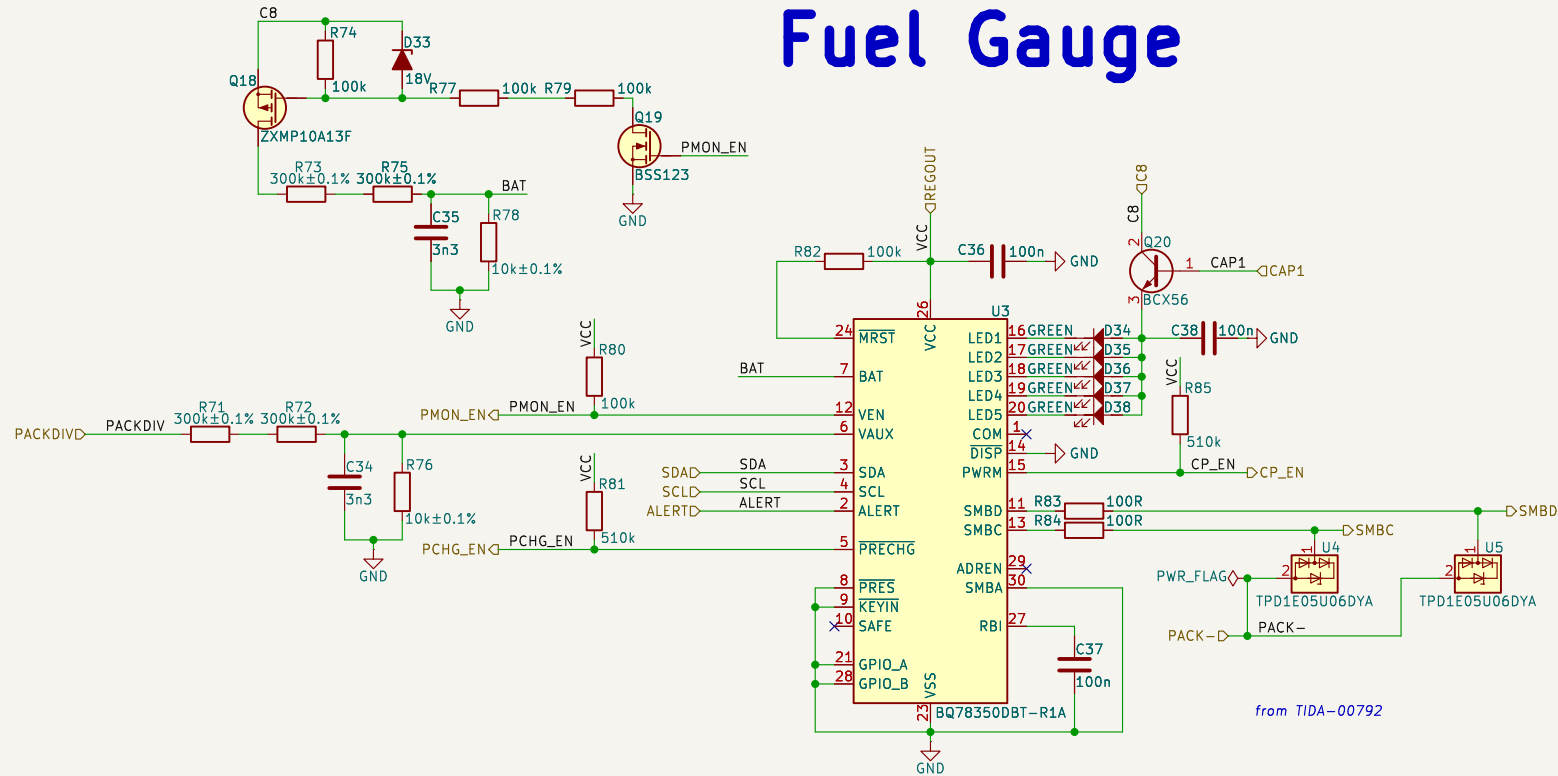 Fuel Gauge
C8
R74
100k
D33
18V
Q18
ZXMP10A13F
R77
100k
R79
100k
Q19
PMON_EN
BSS123
GND
R73
300k±0.1%
R75
300k±0.1%
BAT
C35
3n3
R78
10k±0.1%
GND
REGOUT
VCC
R82
100k
C36
100n
GND
C8
C8
2
Q20
1
CAP1
CAP1
3
BCX56
C38
100n
GND
VCC
R85
510k
VCC
R80
100k
PMON_EN
PMON_EN
BAT
PACKDIV
PACKDIV
R71
300k±0.1%
R72
300k±0.1%
C34
3n3
R76
10k±0.1%
GND
VCC
R81
510k
PCHG_EN
PCHG_EN
SDA
SDA
SCL
SCL
ALERT
ALERT
U3
26
VCC
24
MRST
7
BAT
12
VEN
6
VAUX
3
SDA
4
SCL
2
ALERT
5
PRECHG
8
PRES
9
KEYIN
10
SAFE
21
GPIO_A
28
GPIO_B
VSS
23
BQ78350DBT-R1A
GND
LED1
16
GREEN
D34
LED2
17
GREEN
D35
LED3
18
GREEN
D36
LED4
19
GREEN
D37
LED5
20
GREEN
D38
COM
1
DISP
14
GND
PWRM
15
CP_EN
CP_EN
SMBD
11
R83
100R
SMBD
SMBC
13
R84
100R
SMBC
ADREN
29
SMBA
30
RBI
27
C37
100n
1
U4
2
TPD1E05U06DYA
1
U5
2
TPD1E05U06DYA
PWR_FLAG
PACK-
PACK-
from TIDA-00792